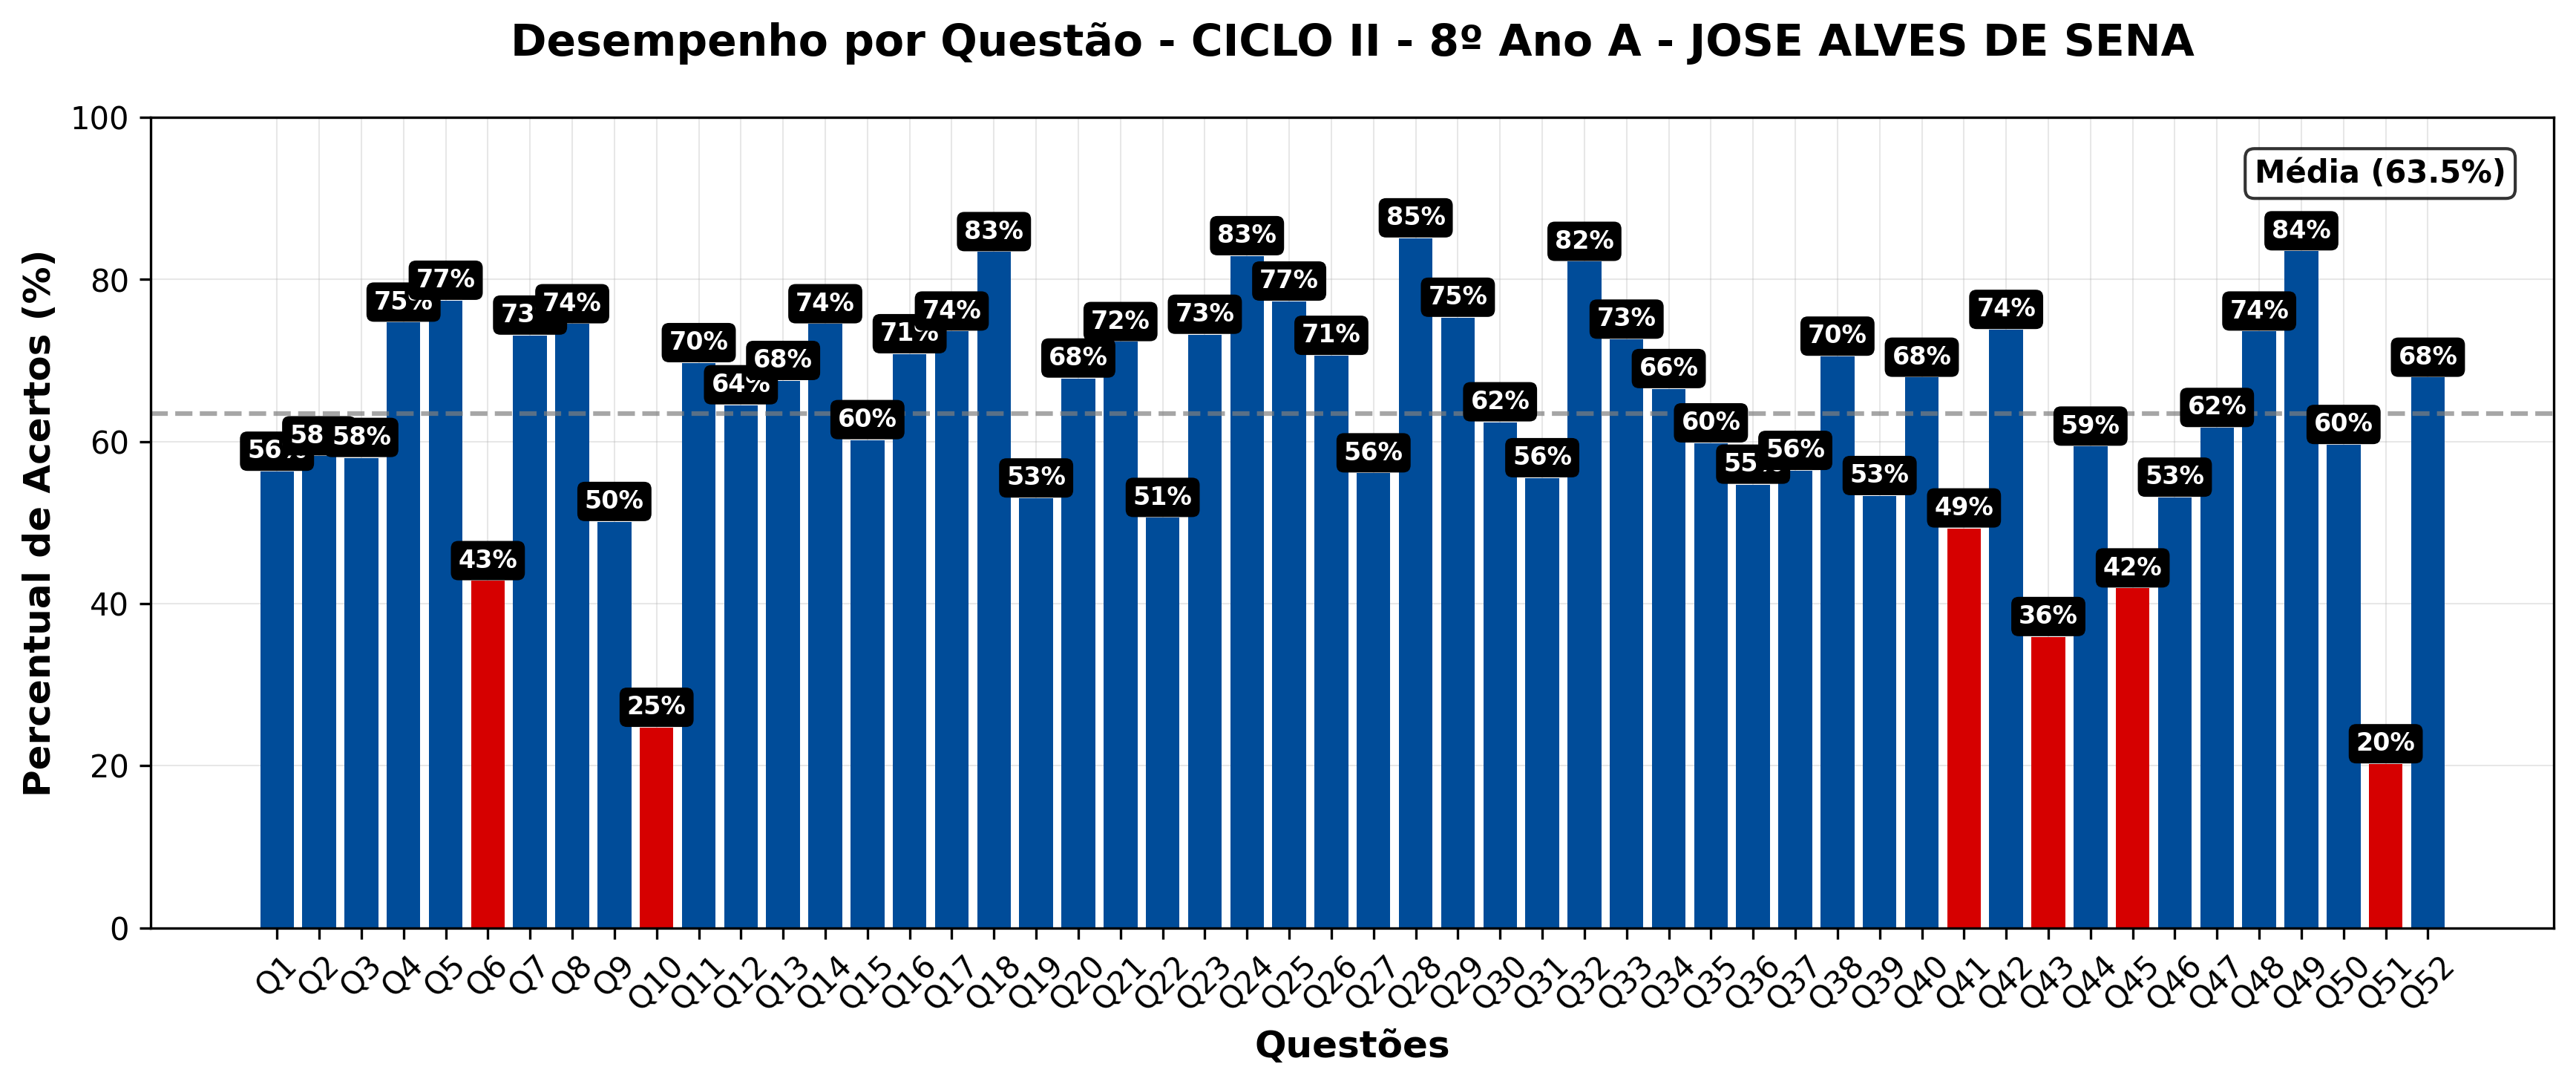 Desempenho por Questão - CICLO II - 8º Ano A - JOSE ALVES DE SENA
Percentual de Acertos (%)
100
80
60
40
20
0
Média (63.5%)
56% 58 58% 75% 77% 43% 73 74% 50% 25% 70% 64% 68% 74% 60% 71% 74% 83% 53% 68% 72% 51% 73% 83% 77% 71% 56% 85% 75% 62% 56% 82% 73% 66% 60% 55% 56% 70% 53% 68% 49% 74% 36% 59% 42% 53% 62% 74% 84% 60% 20% 68%
Q1 Q2 Q3 Q4 Q5 Q6 Q7 Q8 Q9 Q10 Q11 Q12 Q13 Q14 Q15 Q16 Q17 Q18 Q19 Q20 Q21 Q22 Q23 Q24 Q25 Q26 Q27 Q28 Q29 Q30 Q31 Q32 Q33 Q34 Q35 Q36 Q37 Q38 Q39 Q40 Q41 Q42 Q43 Q44 Q45 Q46 Q47 Q48 Q49 Q50 Q51 Q52
Questões